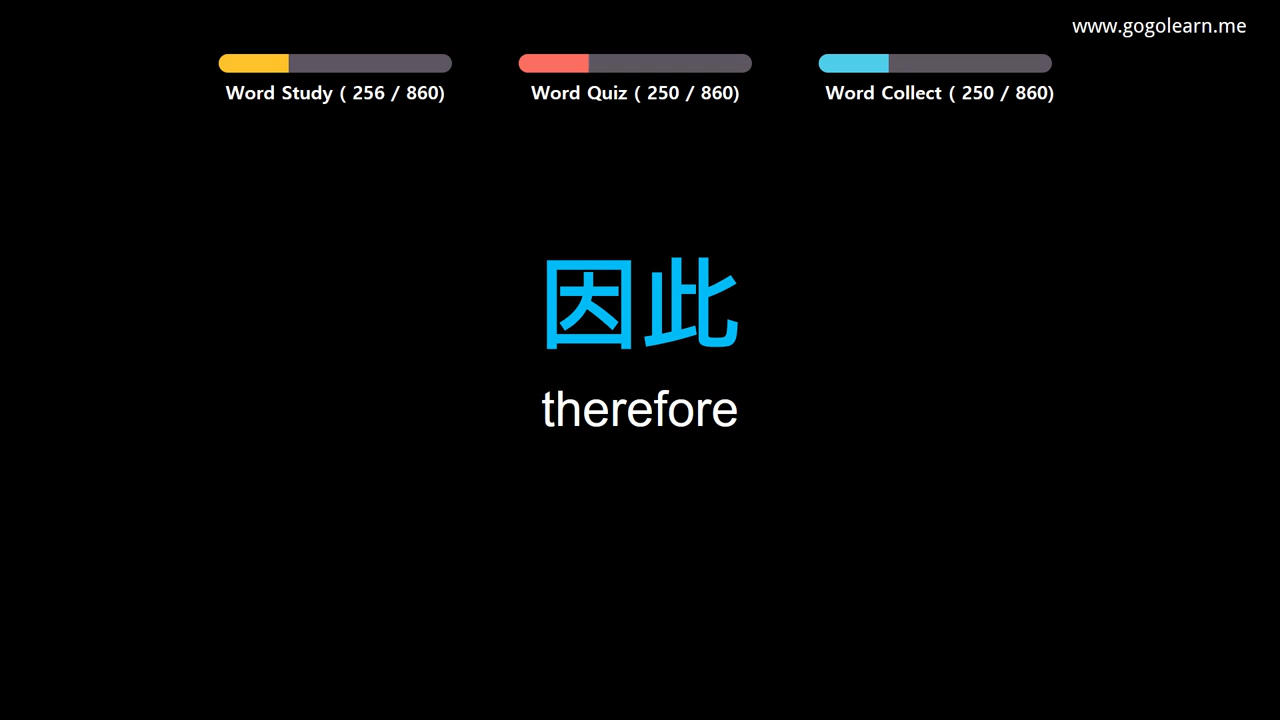 www.gogolearn.me
Word Study ( 256 / 860)
Word Quiz ( 250 / 860)
Word Collect ( 250 / 860)
因此
therefore